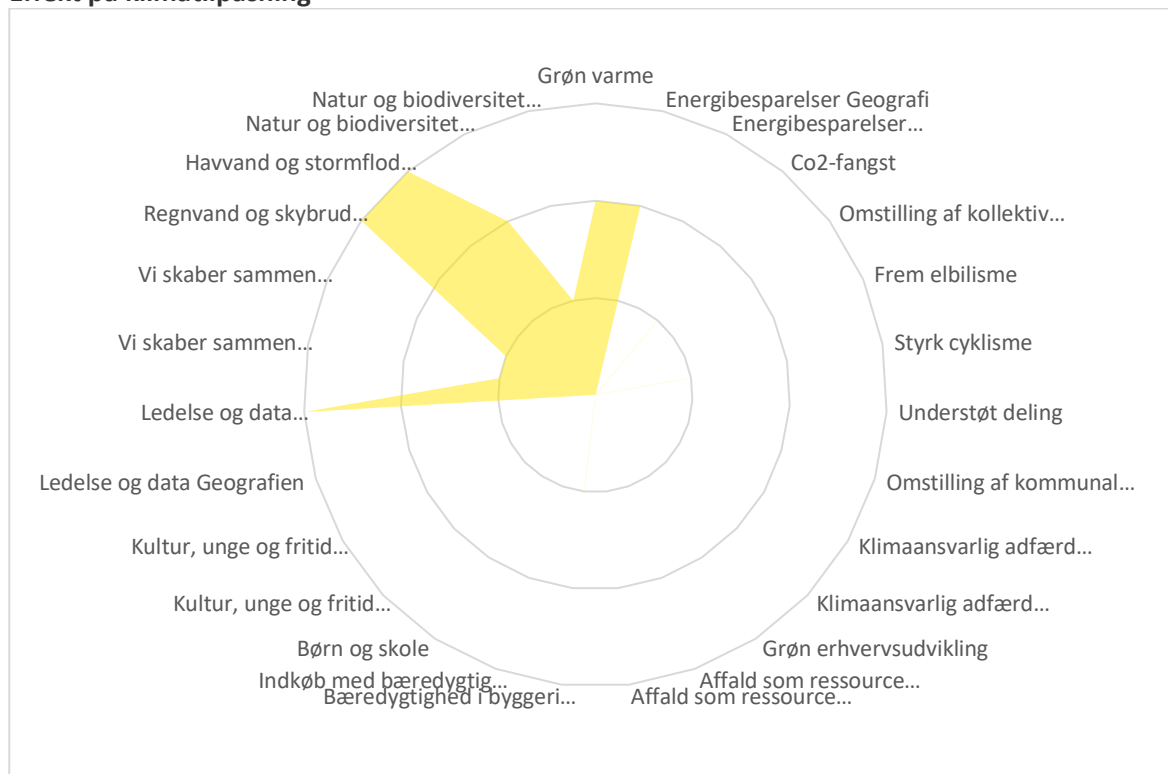 Effekt på klimatilpasning
Grøn varme
Energibesparelser Geografi
Energibesparelser...
Co2-fangst
Omstilling af kollektiv...
Frem elbilisme
Styrk cyklisme
Understøt deling
Omstilling af kommunal...
Klimaansvarlig adfærd...
Klimaansvarlig adfærd...
Grøn erhvervsudvikling
Affald som ressource...
Affald som ressource...
Bæredygtighed i byggeri...
Indkøb med bæredygtig...
Børn og skole
Kultur, unge og fritid...
Kultur, unge og fritid...
Ledelse og data Geografien
Ledelse og data...
Vi skaber sammen...
Vi skaber sammen...
Regnvand og skybrud...
Havvand og stormflod...
Natur og biodiversitet...
Natur og biodiversitet...